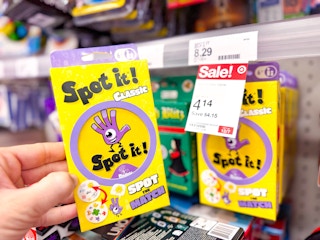 8.29
Sale!
4.14
Spot it!
CLASSIC
Spot it!
SPOT
THE
MATCH
Spot it!
CLASSIC
Spot it!
SPOT
THE
MATCH